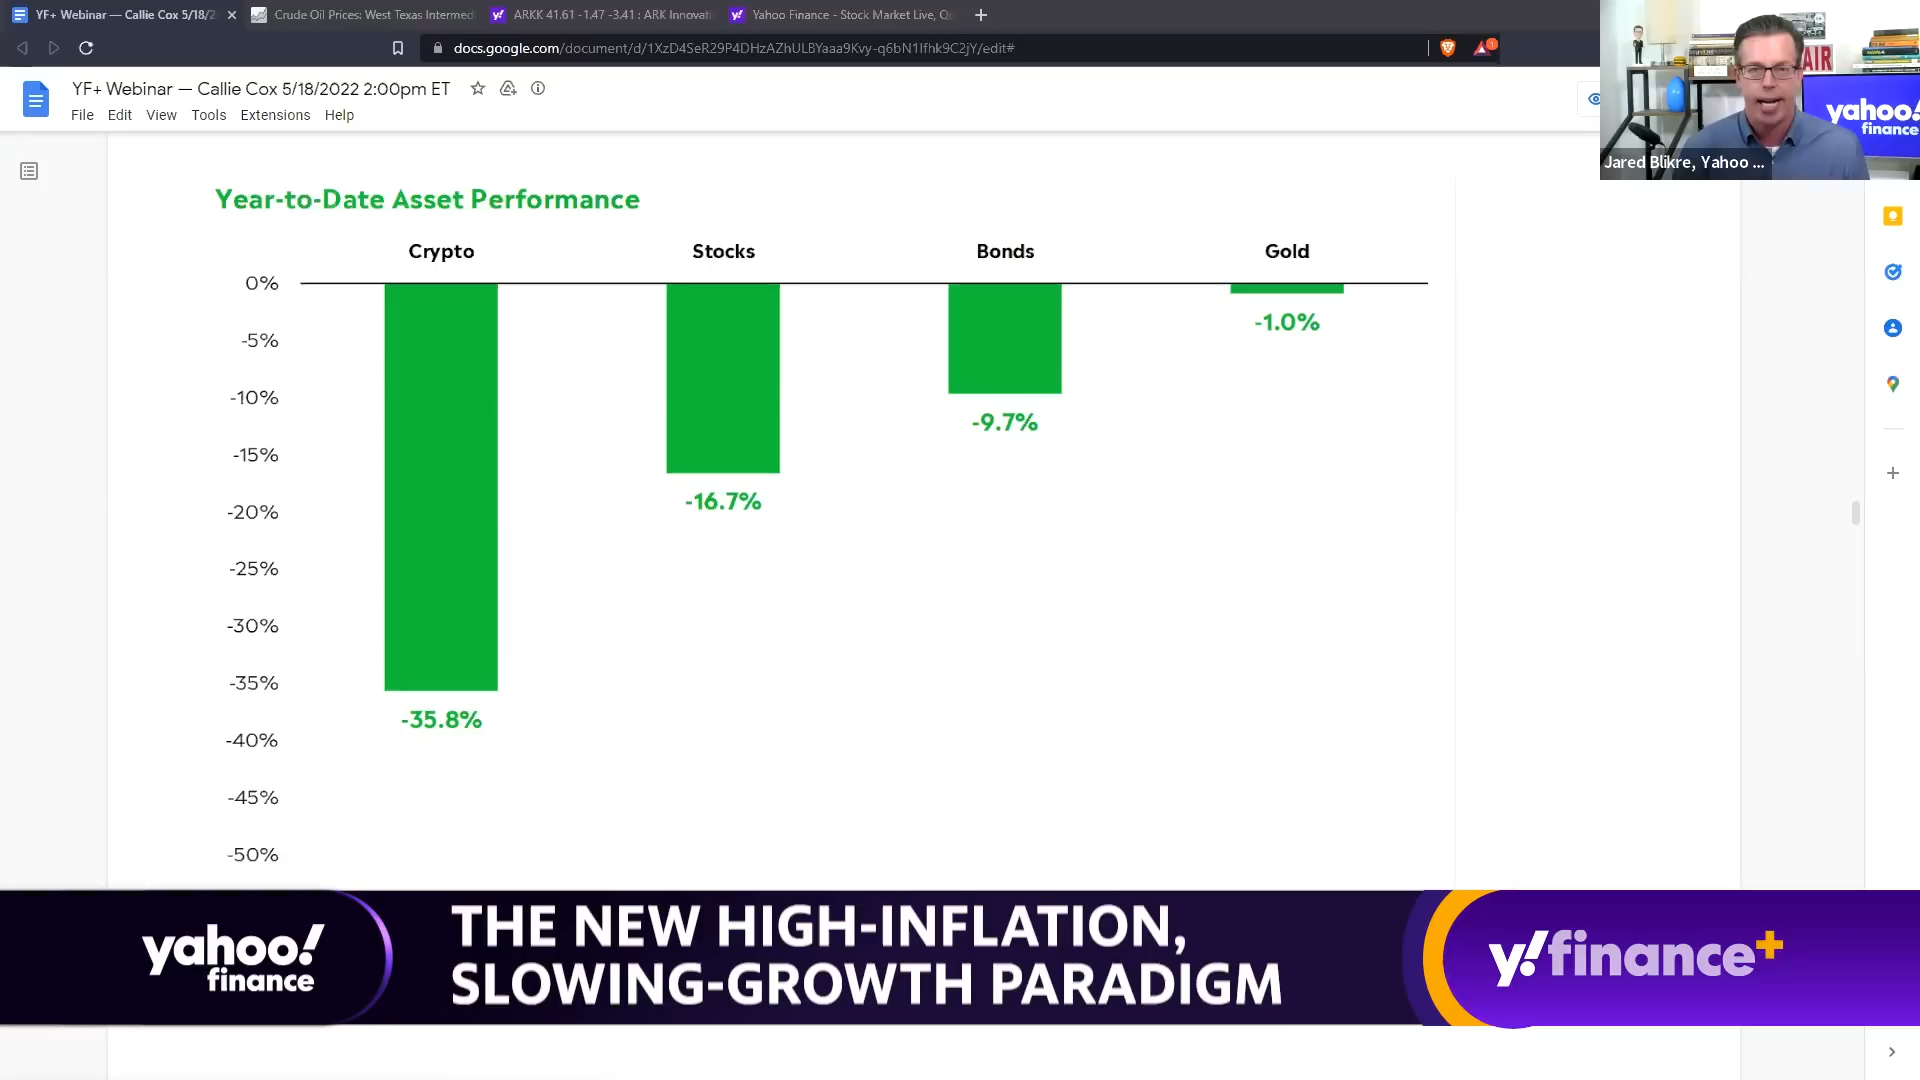 YF+ Webinar — Callie Cox 5/18/2
Crude Oil Prices: West Texas Intermed
ARKK 41.61 -1.47 -3.41 : ARK Innovati
Yahoo Finance - Stock Market Live, Qu
docs.google.com/document/d/1XzD4SeR29P4DHzAZhULBYaaa9Kvy-q6bN1Ifhk9C2jY/edit#
1
YF+ Webinar — Callie Cox 5/18/2022 2:00pm ET
File Edit View Tools Extensions Help
AIR
yahoo!
finance
Jared Blikre, Yahoo ...
Year-to-Date Asset Performance
Crypto Stocks Bonds Gold
0%
-5%
-10%
-15%
-20%
-25%
-30%
-35%
-40%
-45%
-50%
-35.8%
-16.7%
-9.7%
-1.0%
yahoo!
finance
THE NEW HIGH-INFLATION,
SLOWING-GROWTH PARADIGM
y!finance+